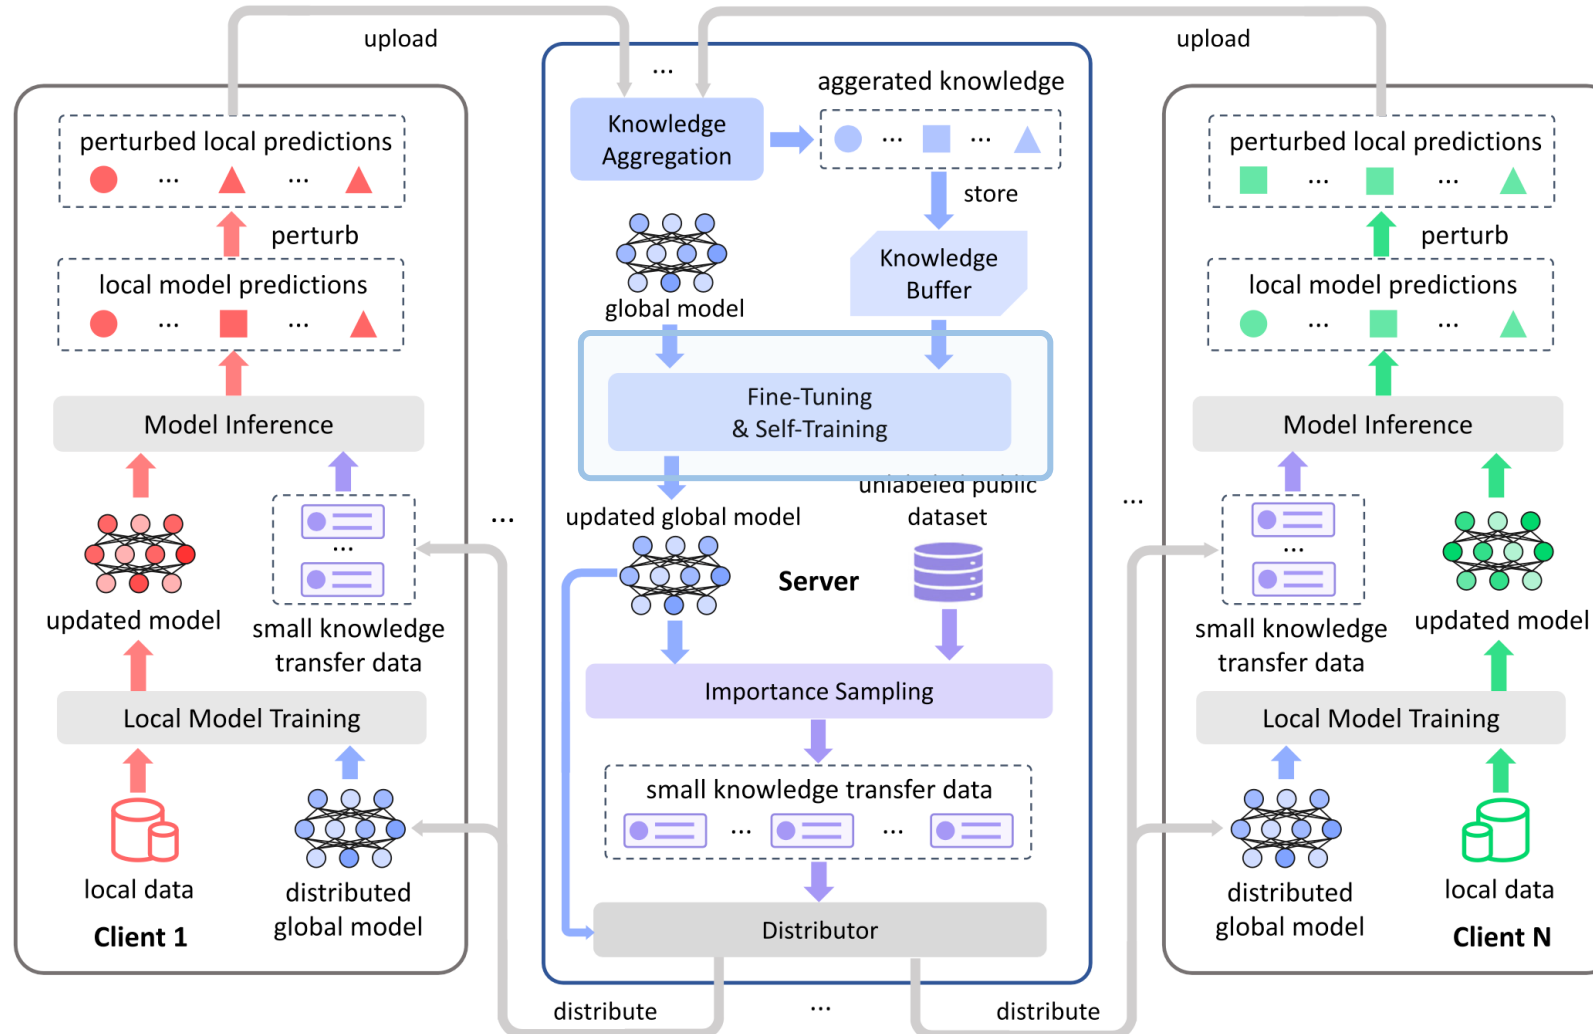 upload
perturbed local predictions
...
...
perturb
local model predictions
...
...
Model Inference
...
updated model
small knowledge
transfer data
Local Model Training
local data
distributed
global model
Client 1
...
...
Knowledge
Aggregation
aggerated knowledge
...
...
store
global model
Knowledge
Buffer
Fine-Tuning
& Self-Training
updated global model
unlabeled public
dataset
Server
Importance Sampling
small knowledge transfer data
...
...
Distributor
distribute
...
distribute
...
upload
perturbed local predictions
...
...
perturb
local model predictions
...
...
Model Inference
...
small knowledge
transfer data
updated model
Local Model Training
distributed
global model
local data
Client N